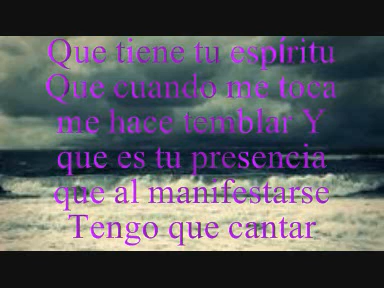 Que tiene tu espíritu
Que cuando me toca
me hace temblar Y
que es tu presencia
que al manifestarse
Tengo que cantar